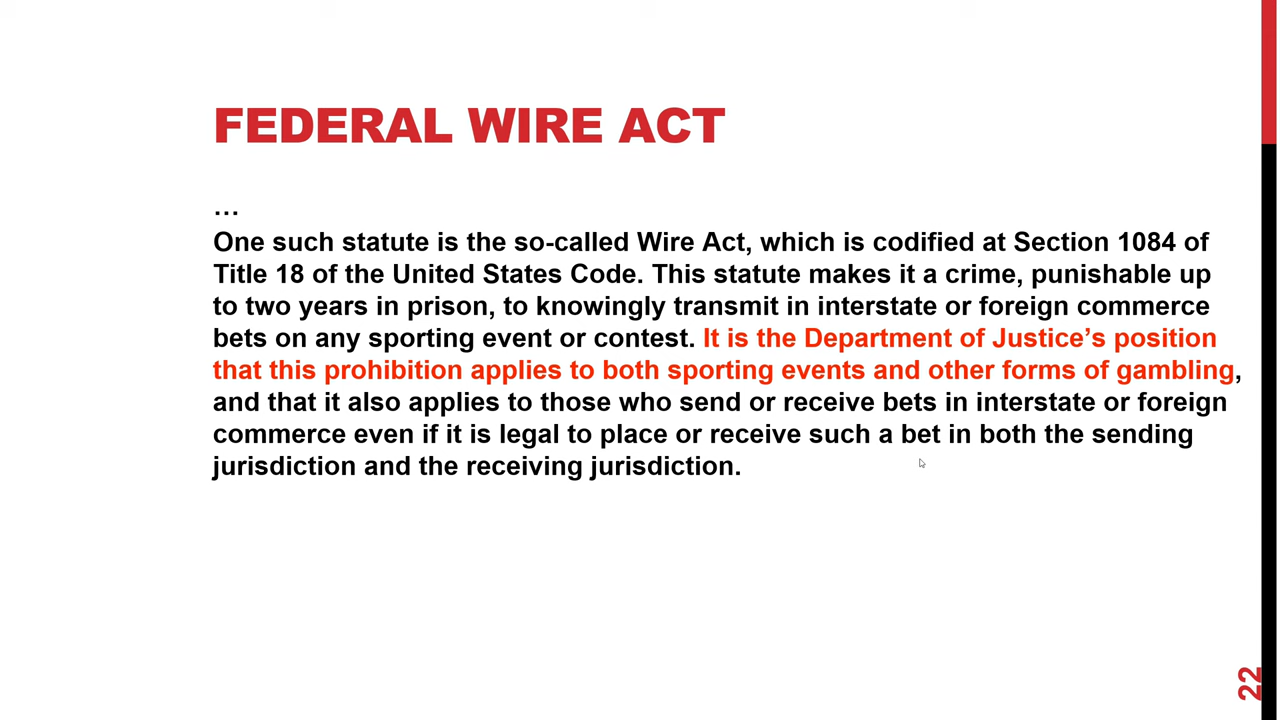 FEDERAL WIRE ACT
…
One such statute is the so-called Wire Act, which is codified at Section 1084 of
Title 18 of the United States Code. This statute makes it a crime, punishable up
to two years in prison, to knowingly transmit in interstate or foreign commerce
bets on any sporting event or contest. It is the Department of Justice’s position
that this prohibition applies to both sporting events and other forms of gambling,
and that it also applies to those who send or receive bets in interstate or foreign
commerce even if it is legal to place or receive such a bet in both the sending
jurisdiction and the receiving jurisdiction.
22